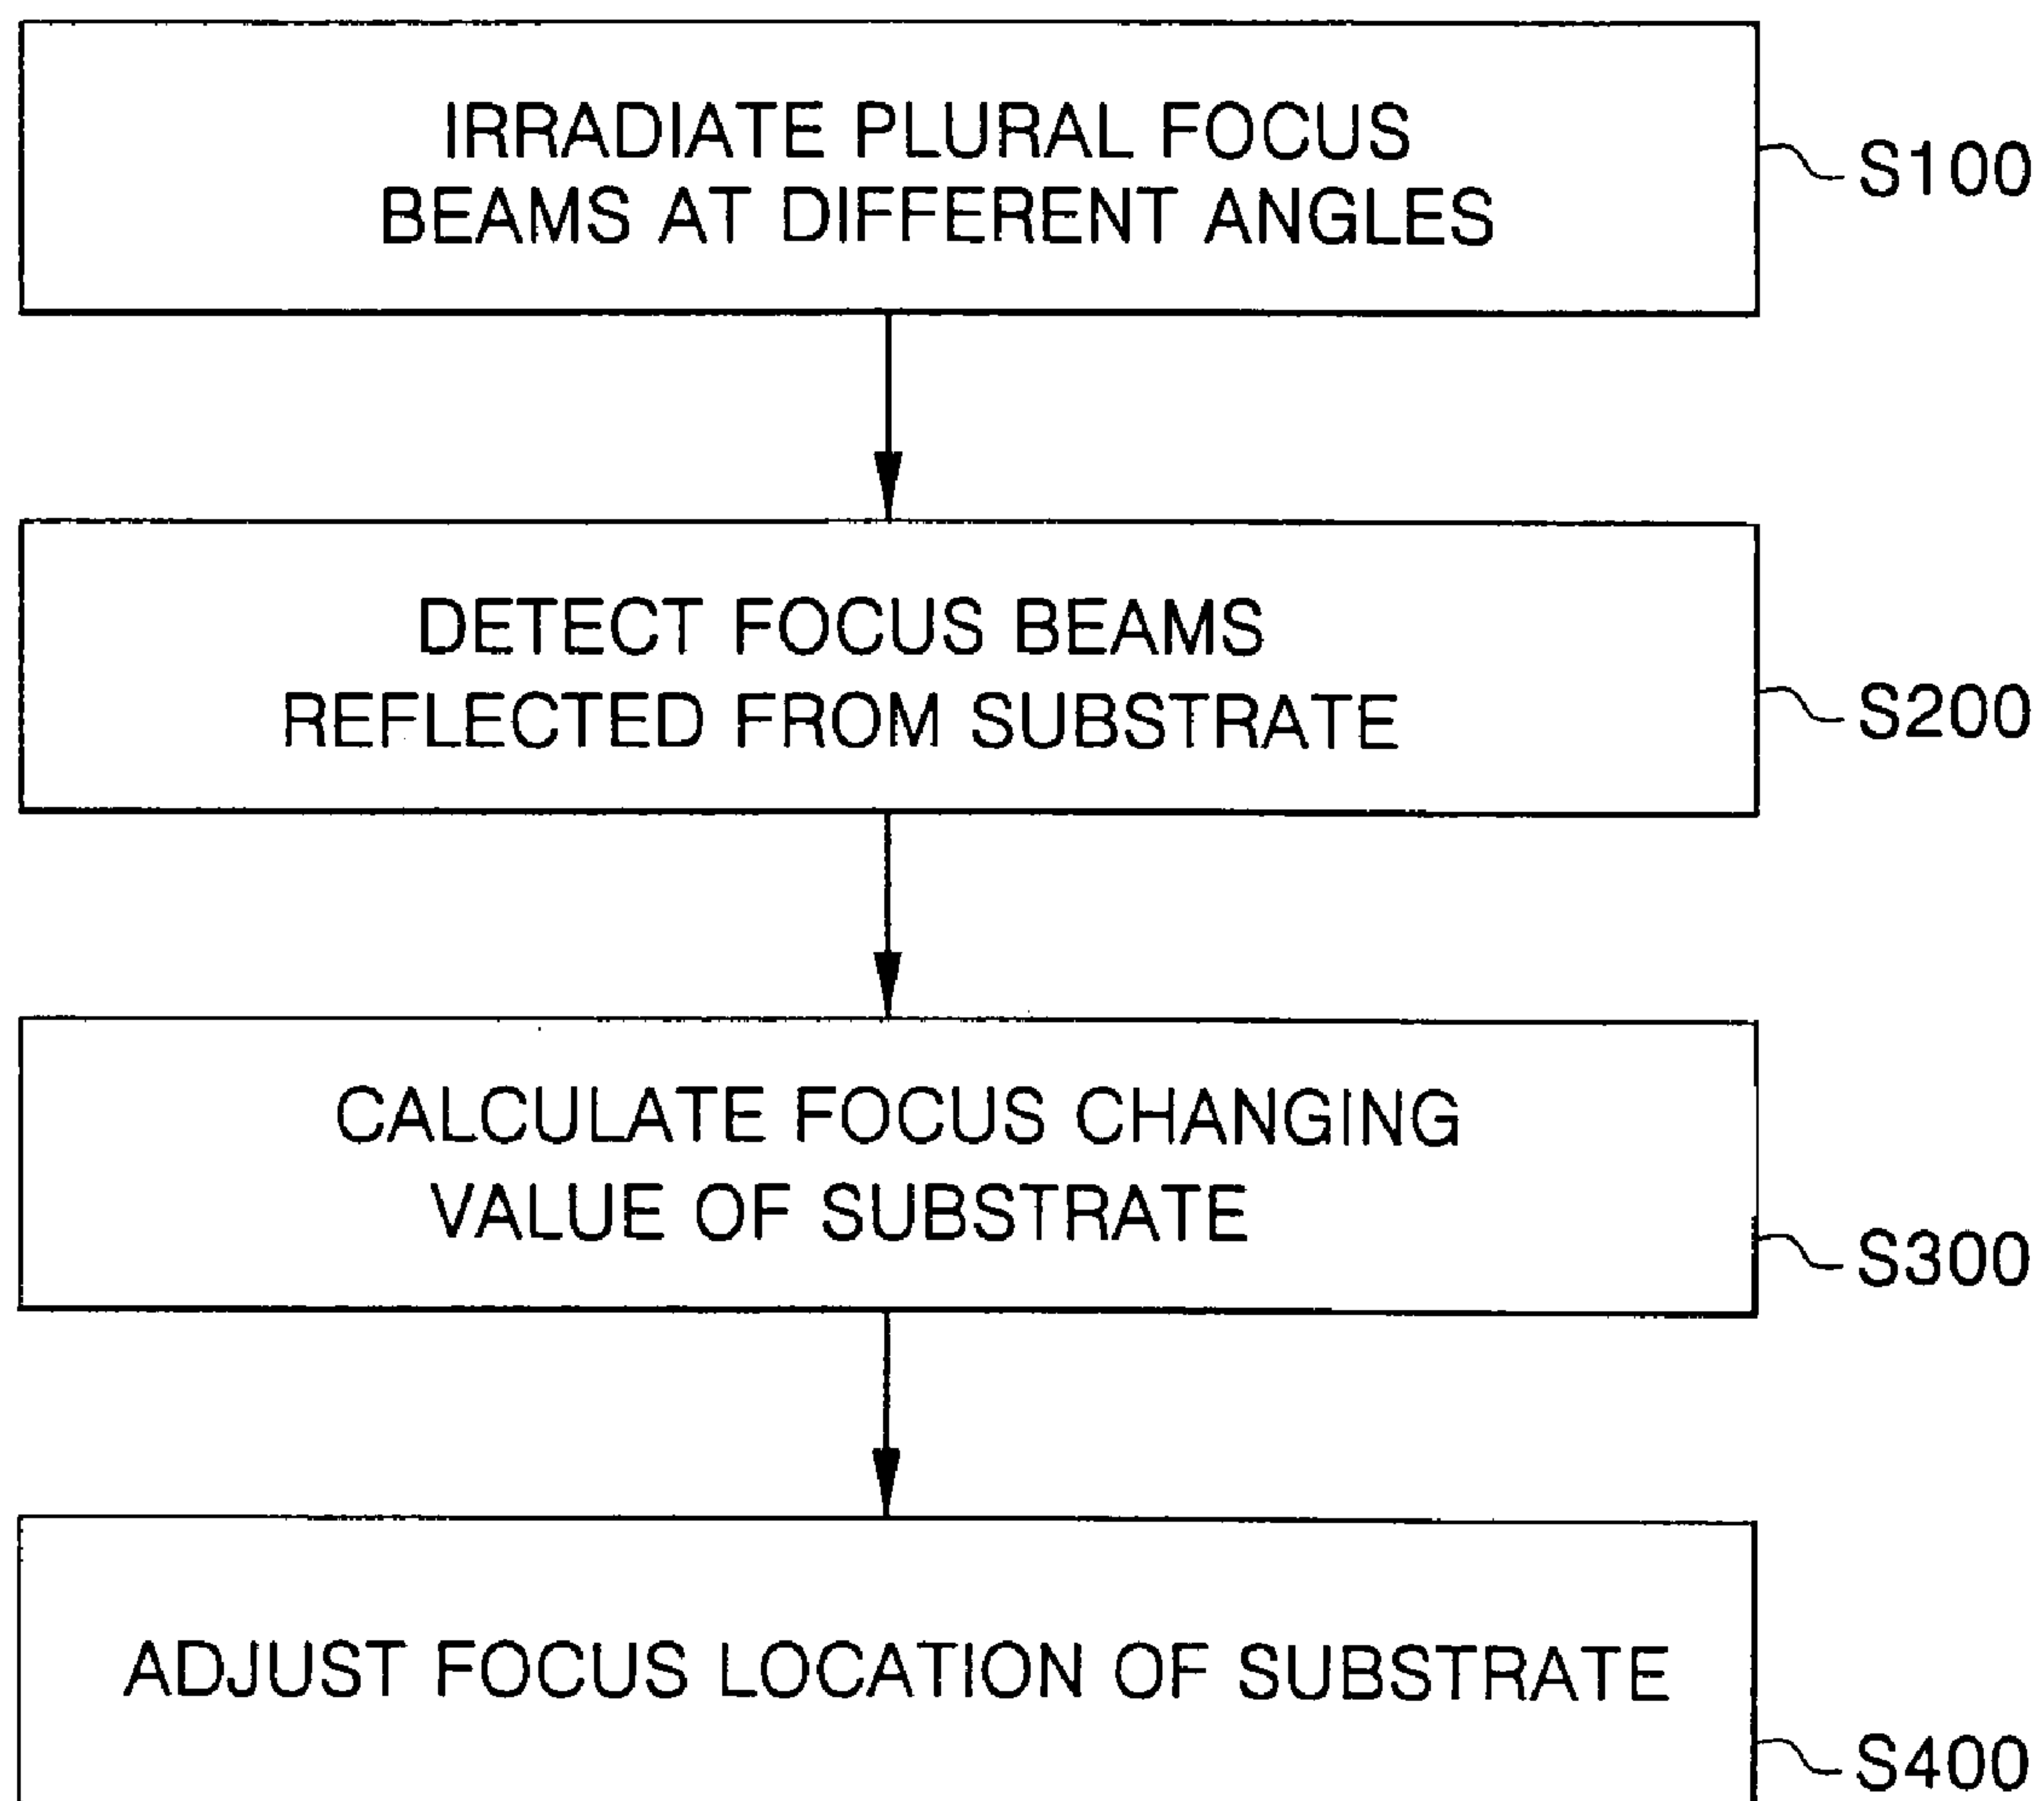 IRRADIATE PLURAL FOCUS
BEAMS AT DIFFERENT ANGLES
S100
DETECT FOCUS BEAMS
REFLECTED FROM SUBSTRATE
S200
CALCULATE FOCUS CHANGING
VALUE OF SUBSTRATE
S300
ADJUST FOCUS LOCATION OF SUBSTRATE
S400